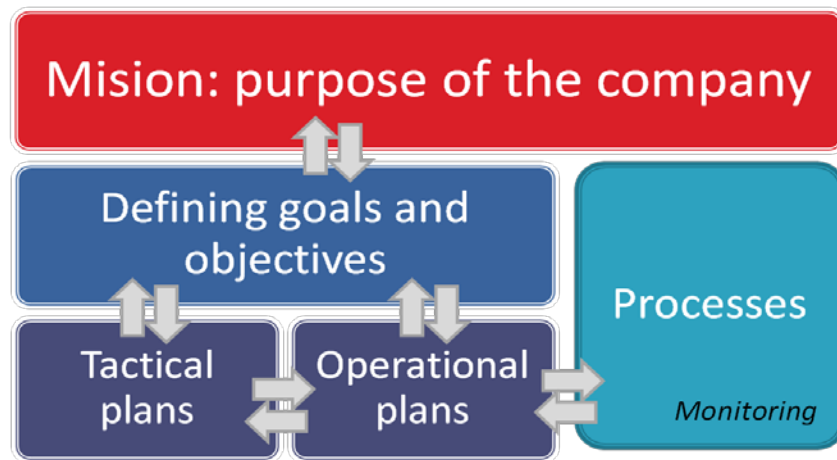 Mision: purpose of the company
Defining goals and
objectives
Processes
Tactical
plans
Operational
plans
Monitoring